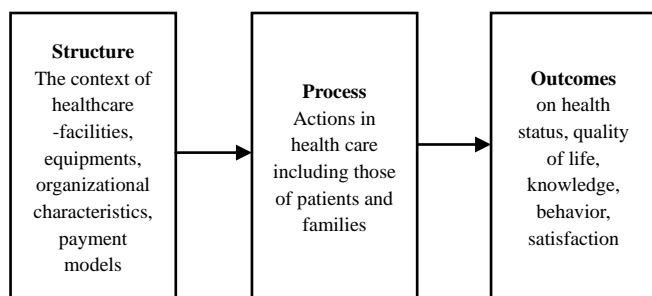 Structure
The context of
healthcare
-facilities,
equipments,
organizational
characteristics,
payment
models
Process
Actions in
health care
including those
of patients and
families
Outcomes
on health
status, quality
of life,
knowledge,
behavior,
satisfaction